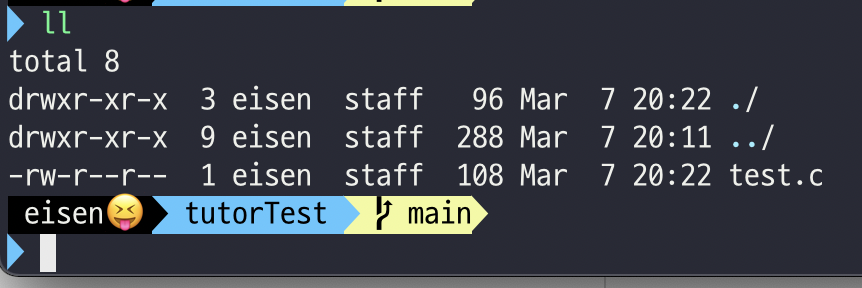 ll
total 8
drwxr-xr-x  3 eisen  staff   96 Mar  7 20:22 ./
drwxr-xr-x  9 eisen  staff  288 Mar  7 20:11 ../
-rw-r--r--  1 eisen  staff  108 Mar  7 20:22 test.c
eisen😝 tutorTest main